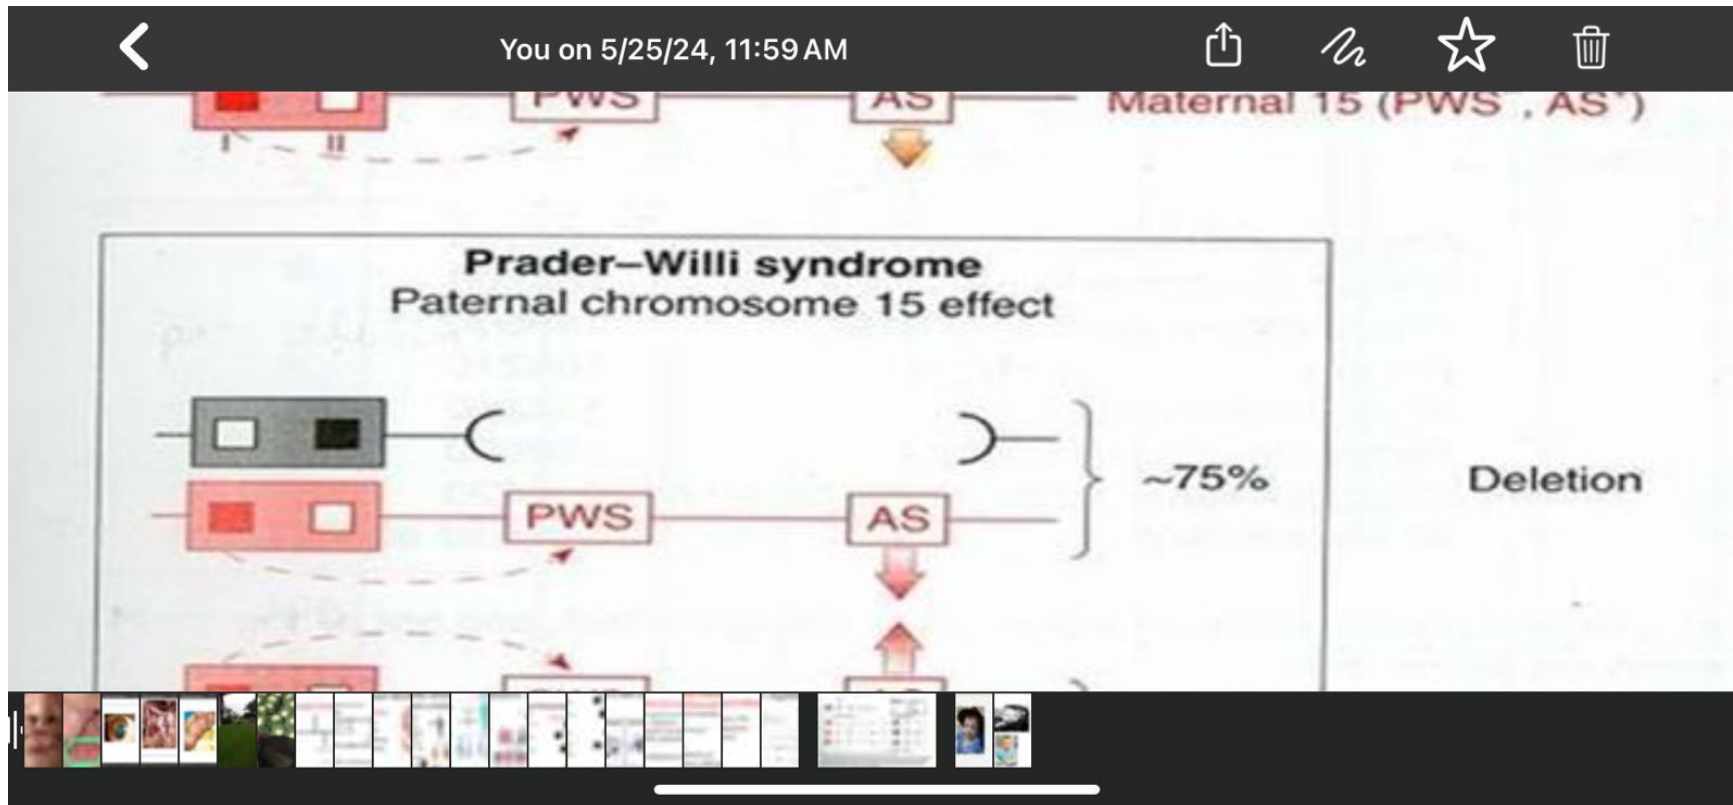 You on 5/25/24, 11:59 AM
PWS AS Maternal 15 (PWS⁻, AS⁺)
I II
Prader–Willi syndrome
Paternal chromosome 15 effect
~75% Deletion
PWS AS